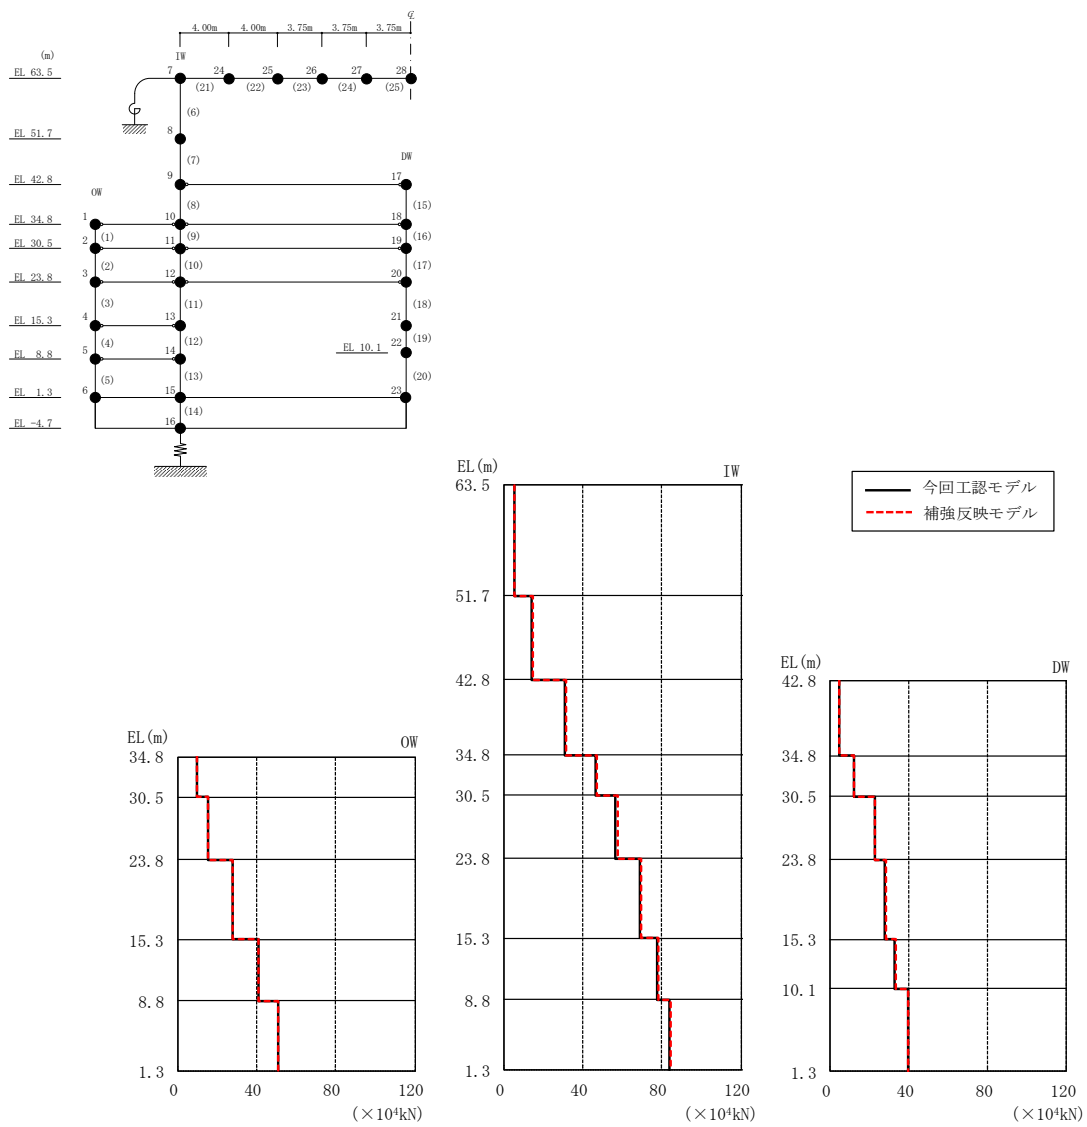 ℄
4.00m 4.00m 3.75m 3.75m 3.75m
(m) IW
EL 63.5 7 24 25 26 27 28
(21) (22) (23) (24) (25)
(6)
EL 51.7 8
(7)
DW
EL 42.8 9 17
OW
(8) (15)
EL 34.8 1 10 18
(1) (9) (16)
EL 30.5 2 11 19
(2) (10) (17)
EL 23.8 3 12 20
(3) (11) (18)
EL 15.3 4 13 21
(4) (12) (19)
EL 10.1 22
EL 8.8 5 14
(5) (13) (20)
EL 1.3 6 15 23
(14)
EL -4.7 16
EL(m) IW
63.5
51.7
42.8
34.8
30.5
23.8
15.3
8.8
1.3
0 40 80 120
(×10⁴kN)
今回工認モデル
補強反映モデル
EL(m) OW
34.8
30.5
23.8
15.3
8.8
1.3
0 40 80 120
(×10⁴kN)
EL(m) DW
42.8
34.8
30.5
23.8
15.3
10.1
1.3
0 40 80 120
(×10⁴kN)